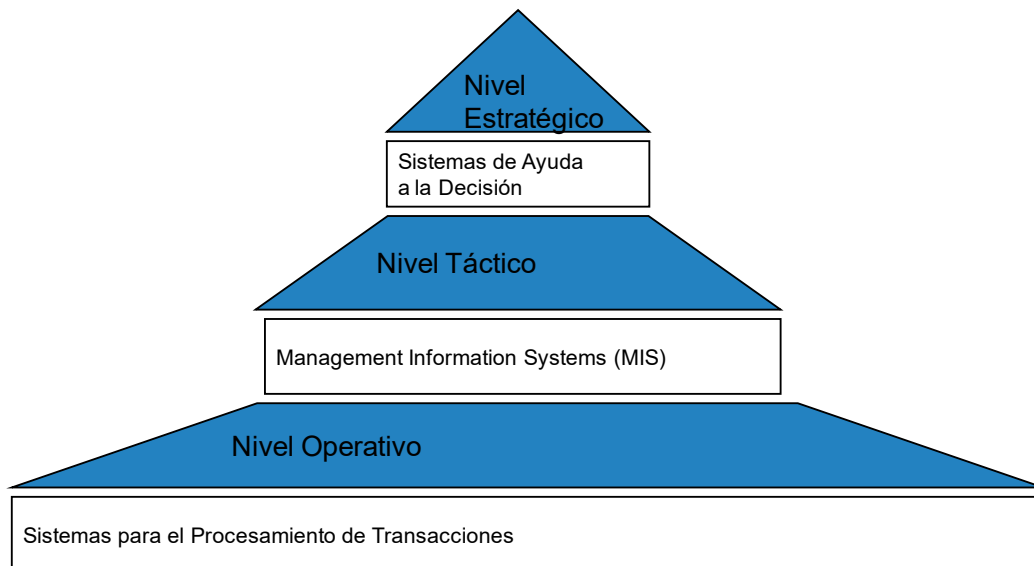 Nivel
Estratégico
Sistemas de Ayuda
a la Decisión
Nivel Táctico
Management Information Systems (MIS)
Nivel Operativo
Sistemas para el Procesamiento de Transacciones